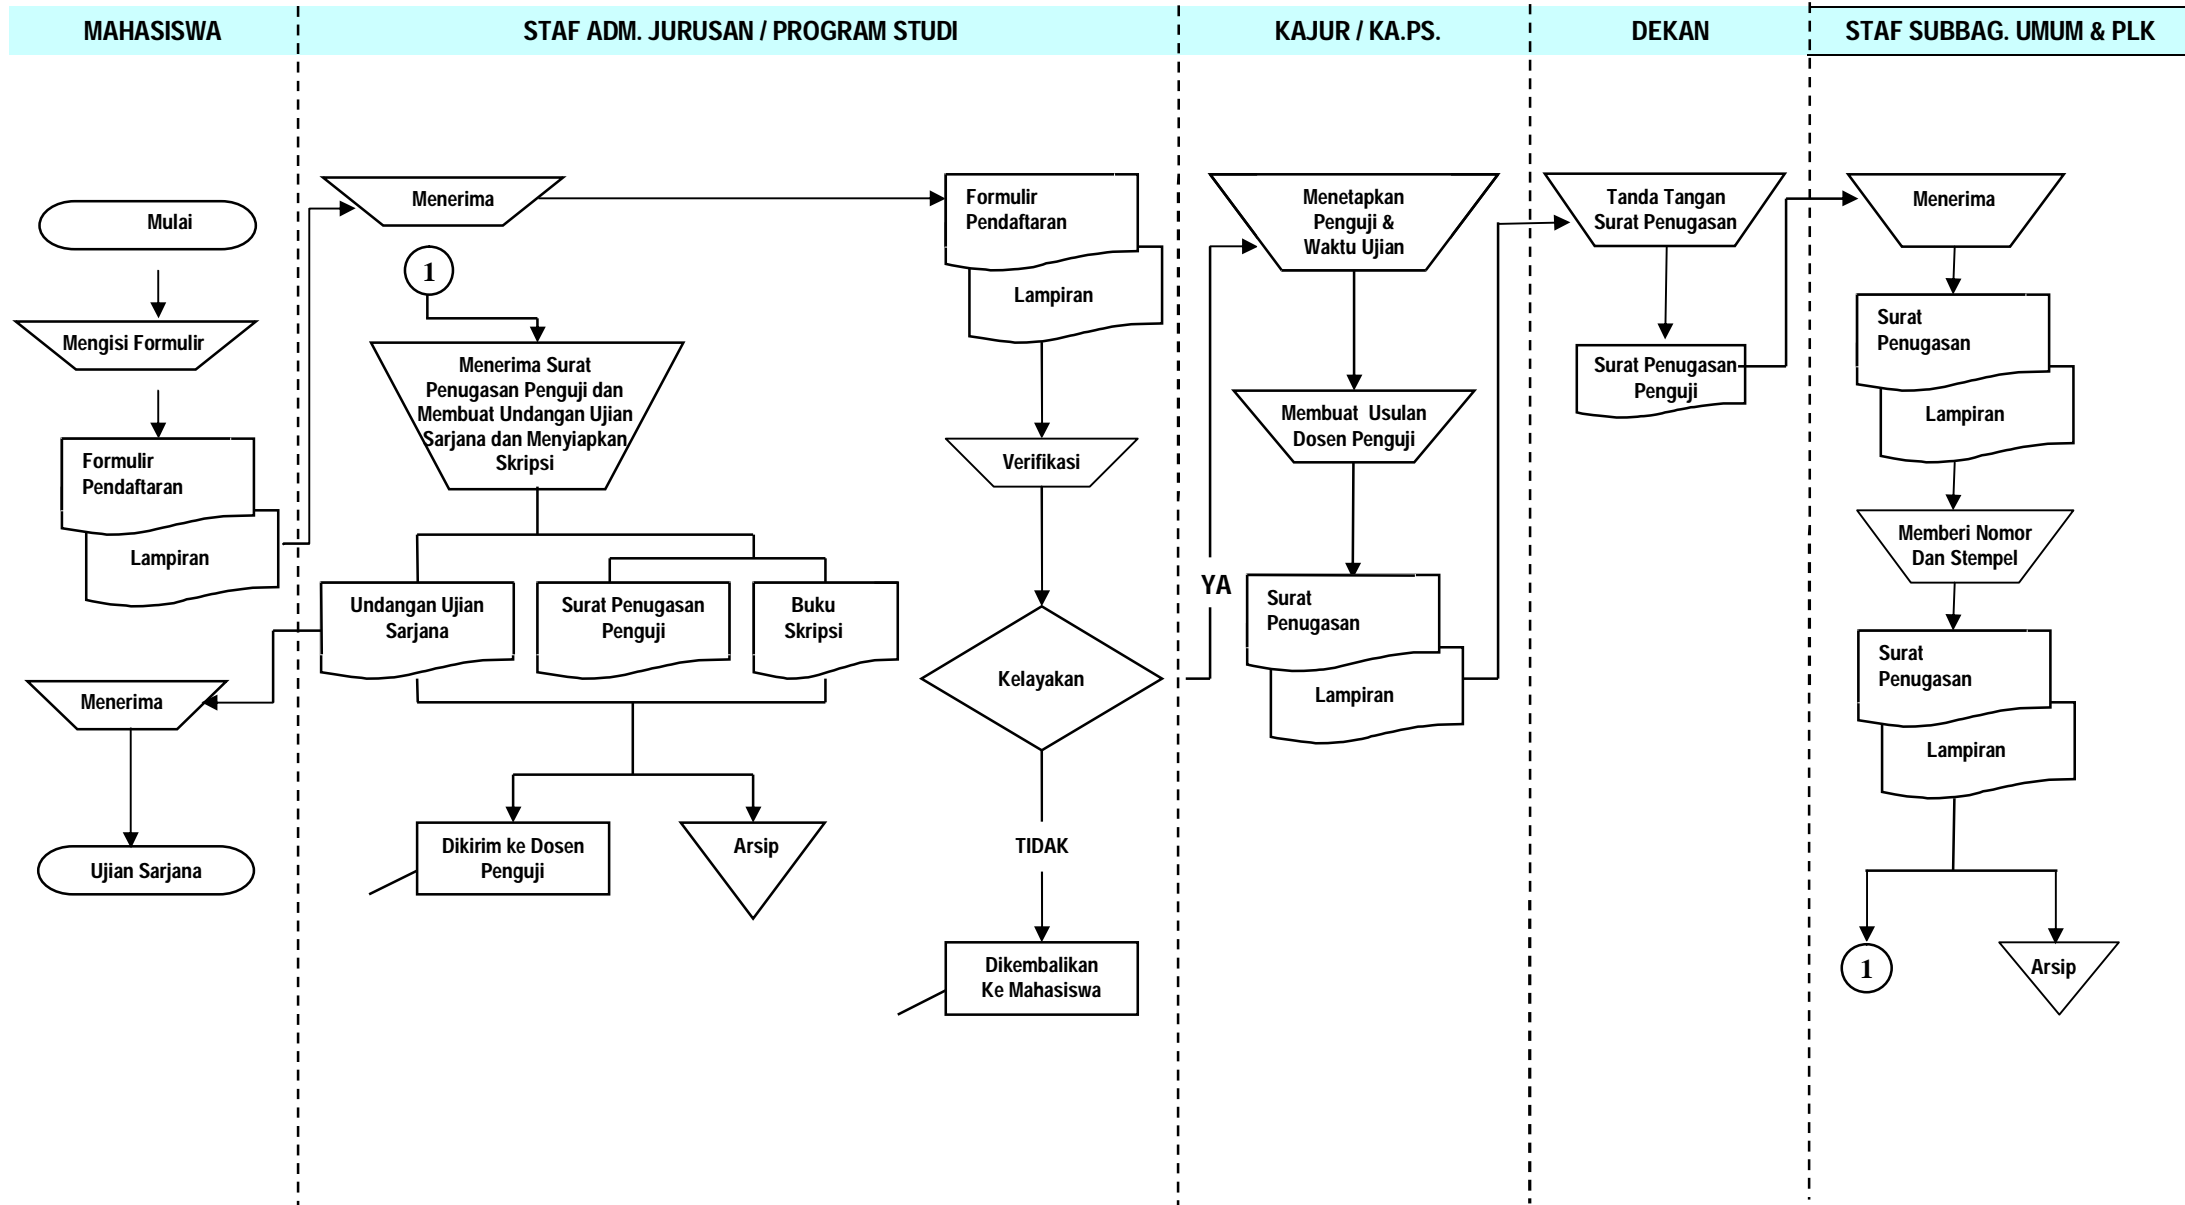 MAHASISWA
STAF ADM. JURUSAN / PROGRAM STUDI
KAJUR / KA.PS.
DEKAN
STAF SUBBAG. UMUM & PLK
Mulai
Mengisi Formulir
Formulir
Pendaftaran
Lampiran
Menerima
Ujian Sarjana
Menerima
1
Menerima Surat
Penugasan Penguji dan
Membuat Undangan Ujian
Sarjana dan Menyiapkan
Skripsi
Undangan Ujian
Sarjana
Surat Penugasan
Penguji
Buku
Skripsi
Dikirim ke Dosen
Penguji
Arsip
Formulir
Pendaftaran
Lampiran
Verifikasi
Kelayakan
TIDAK
Dikembalikan
Ke Mahasiswa
YA
Menetapkan
Penguji &
Waktu Ujian
Membuat Usulan
Dosen Penguji
Surat
Penugasan
Lampiran
Tanda Tangan
Surat Penugasan
Surat Penugasan
Penguji
Menerima
Surat
Penugasan
Lampiran
Memberi Nomor
Dan Stempel
Surat
Penugasan
Lampiran
1
Arsip